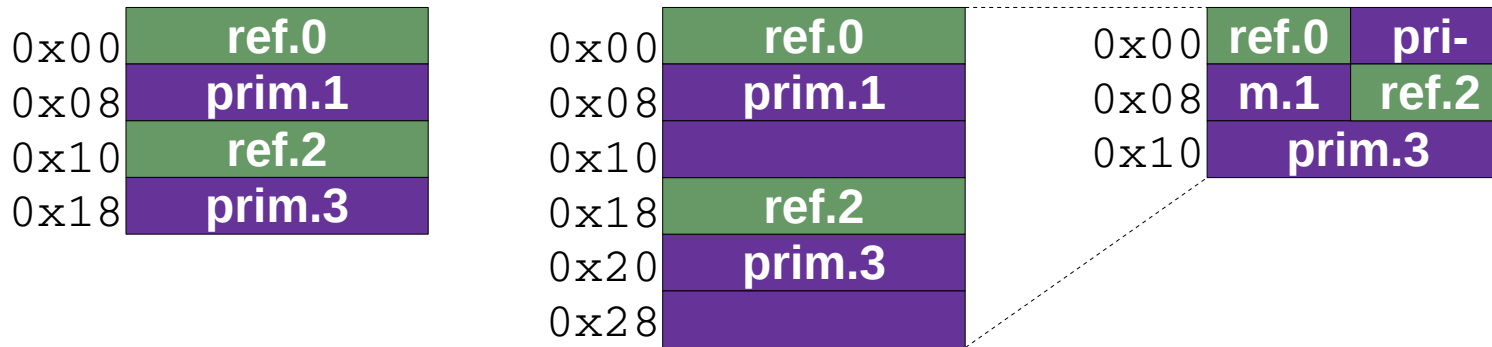 0x00 ref.0
0x08 prim.1
0x10 ref.2
0x18 prim.3
0x00 ref.0
0x08 prim.1
0x10
0x18 ref.2
0x20 prim.3
0x28
0x00 ref.0 pri-
0x08 m.1 ref.2
0x10 prim.3